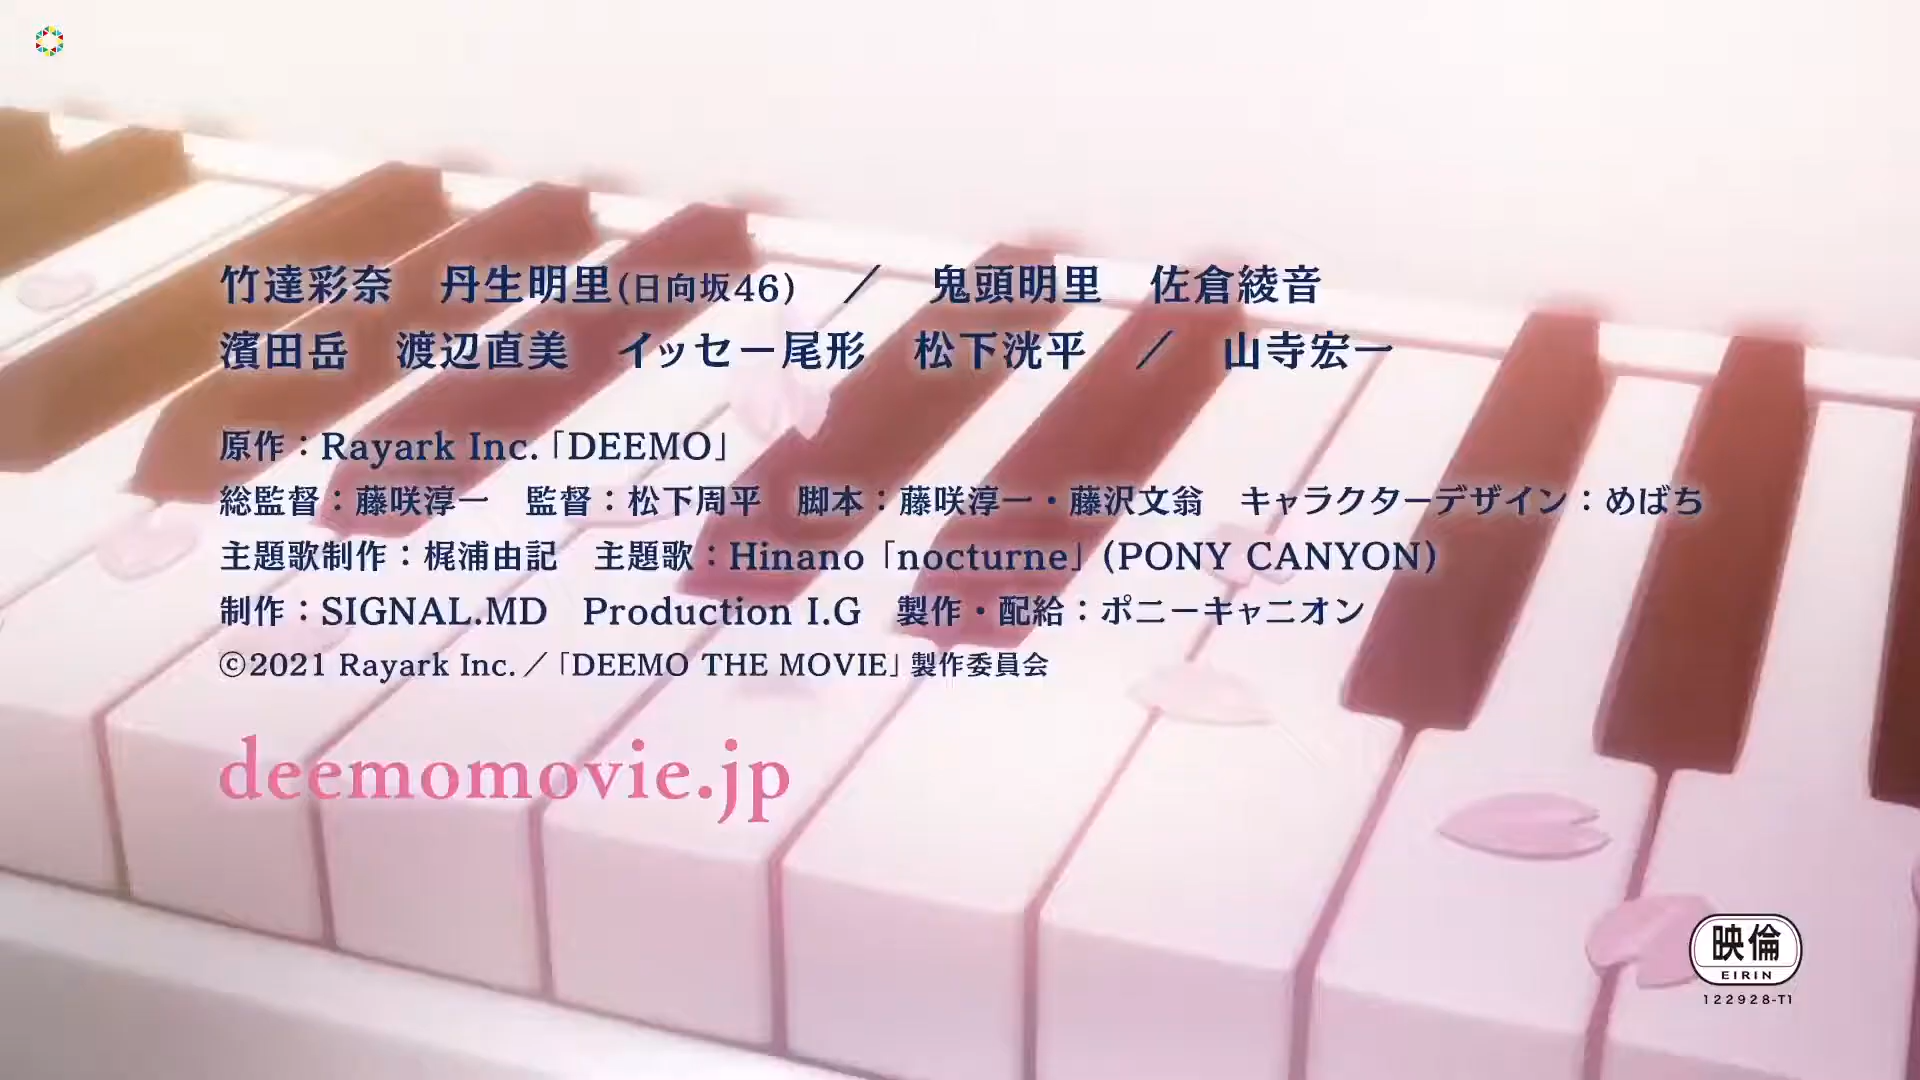 竹達彩奈　丹生明里(日向坂46)　／　鬼頭明里　佐倉綾音
濱田岳　渡辺直美　イッセー尾形　松下洸平　／　山寺宏一
原作：Rayark Inc.「DEEMO」
総監督：藤咲淳一　監督：松下周平　脚本：藤咲淳一・藤沢文翁　キャラクターデザイン：めばち
主題歌制作：梶浦由記　主題歌：Hinano「nocturne」(PONY CANYON)
制作：SIGNAL.MD　Production I.G　製作・配給：ポニーキャニオン
©2021 Rayark Inc.／「DEEMO THE MOVIE」製作委員会
deemomovie.jp
映倫
EIRIN
122928-T1